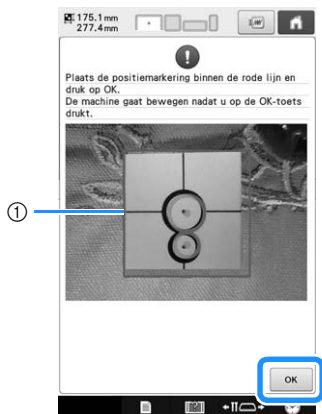 175.1mm
277.4mm
Plaats de positiemarkering binnen de rode lijn en
druk op OK.
De machine gaat bewegen nadat u op de OK-toets
drukt.
①
OK